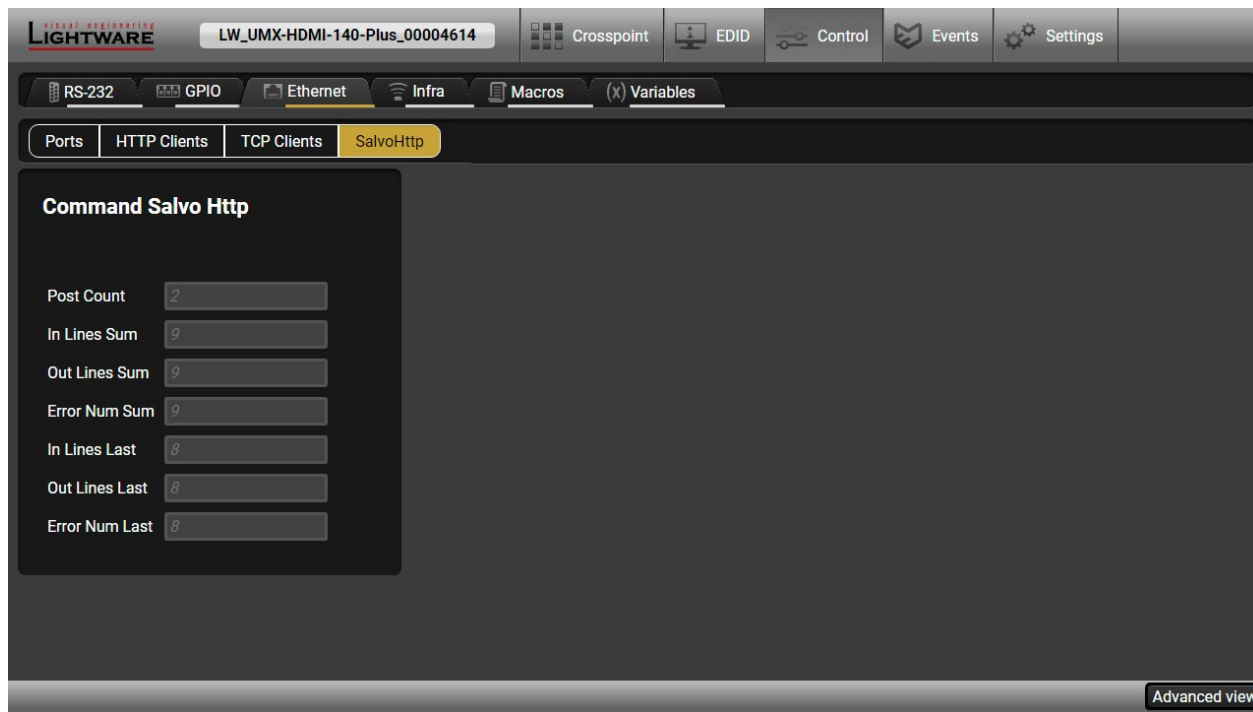 visual engineering
LIGHTWARE LW_UMX-HDMI-140-Plus_00004614 Crosspoint EDID Control Events Settings
RS-232 GPIO Ethernet Infra Macros (x) Variables
Ports HTTP Clients TCP Clients SalvoHttp
Command Salvo Http
Post Count 2
In Lines Sum 9
Out Lines Sum 9
Error Num Sum 9
In Lines Last 8
Out Lines Last 8
Error Num Last 8
Advanced view